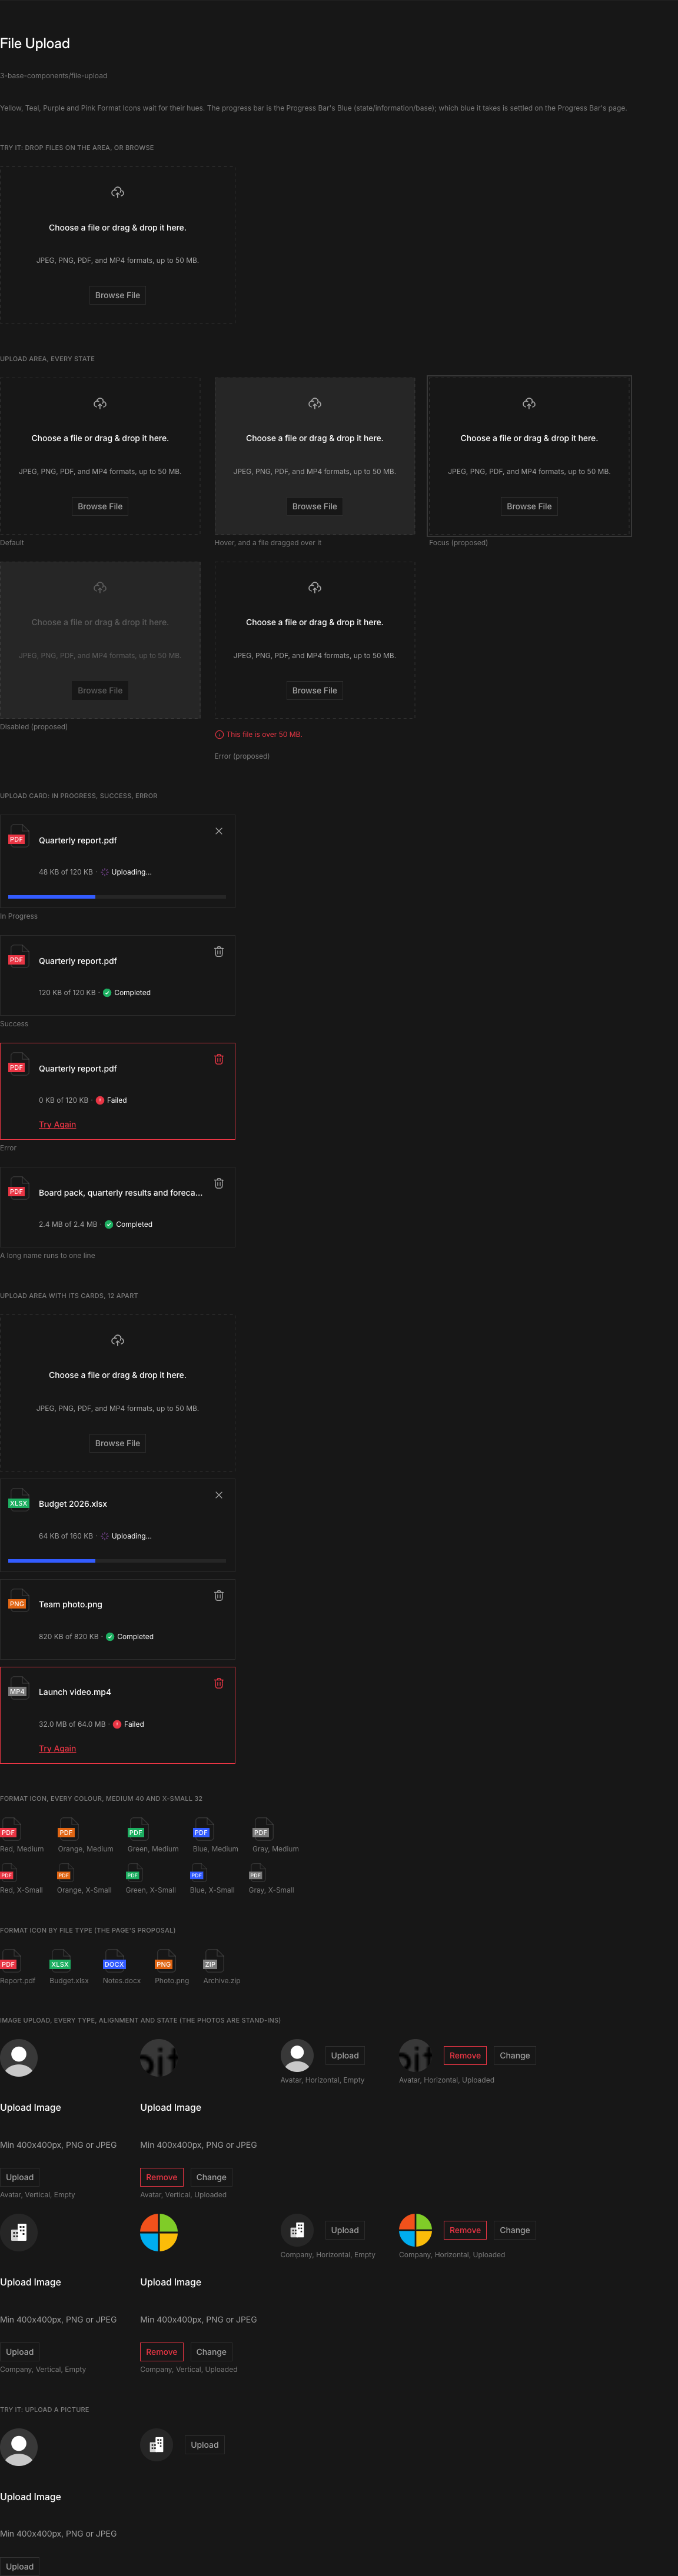 File Upload
3-base-components/file-upload
Yellow, Teal, Purple and Pink Format Icons wait for their hues. The progress bar is the Progress Bar's Blue (state/information/base); which blue it takes is settled on the Progress Bar's page.
TRY IT: DROP FILES ON THE AREA, OR BROWSE
Choose a file or drag & drop it here.
JPEG, PNG, PDF, and MP4 formats, up to 50 MB.
Browse File
UPLOAD AREA, EVERY STATE
Choose a file or drag & drop it here.
JPEG, PNG, PDF, and MP4 formats, up to 50 MB.
Browse File
Default
Choose a file or drag & drop it here.
JPEG, PNG, PDF, and MP4 formats, up to 50 MB.
Browse File
Hover, and a file dragged over it
Choose a file or drag & drop it here.
JPEG, PNG, PDF, and MP4 formats, up to 50 MB.
Browse File
Focus (proposed)
Choose a file or drag & drop it here.
JPEG, PNG, PDF, and MP4 formats, up to 50 MB.
Browse File
Disabled (proposed)
Choose a file or drag & drop it here.
JPEG, PNG, PDF, and MP4 formats, up to 50 MB.
Browse File
This file is over 50 MB.
Error (proposed)
UPLOAD CARD: IN PROGRESS, SUCCESS, ERROR
PDF
Quarterly report.pdf
48 KB of 120 KB · Uploading...
In Progress
PDF
Quarterly report.pdf
120 KB of 120 KB · Completed
Success
PDF
Quarterly report.pdf
0 KB of 120 KB · Failed
Try Again
Error
PDF
Board pack, quarterly results and foreca...
2.4 MB of 2.4 MB · Completed
A long name runs to one line
UPLOAD AREA WITH ITS CARDS, 12 APART
Choose a file or drag & drop it here.
JPEG, PNG, PDF, and MP4 formats, up to 50 MB.
Browse File
XLSX
Budget 2026.xlsx
64 KB of 160 KB · Uploading...
PNG
Team photo.png
820 KB of 820 KB · Completed
MP4
Launch video.mp4
32.0 MB of 64.0 MB · Failed
Try Again
FORMAT ICON, EVERY COLOUR, MEDIUM 40 AND X-SMALL 32
PDF PDF PDF PDF PDF
Red, Medium Orange, Medium Green, Medium Blue, Medium Gray, Medium
PDF PDF PDF PDF PDF
Red, X-Small Orange, X-Small Green, X-Small Blue, X-Small Gray, X-Small
FORMAT ICON BY FILE TYPE (THE PAGE'S PROPOSAL)
PDF XLSX DOCX PNG ZIP
Report.pdf Budget.xlsx Notes.docx Photo.png Archive.zip
IMAGE UPLOAD, EVERY TYPE, ALIGNMENT AND STATE (THE PHOTOS ARE STAND-INS)
Upload Image
Min 400x400px, PNG or JPEG
Upload
Avatar, Vertical, Empty
Upload Image
Min 400x400px, PNG or JPEG
Remove Change
Avatar, Vertical, Uploaded
Upload
Avatar, Horizontal, Empty
Remove Change
Avatar, Horizontal, Uploaded
Upload Image
Min 400x400px, PNG or JPEG
Upload
Company, Vertical, Empty
Upload Image
Min 400x400px, PNG or JPEG
Remove Change
Company, Vertical, Uploaded
Upload
Company, Horizontal, Empty
Remove Change
Company, Horizontal, Uploaded
TRY IT: UPLOAD A PICTURE
Upload Image
Min 400x400px, PNG or JPEG
Upload
Upload